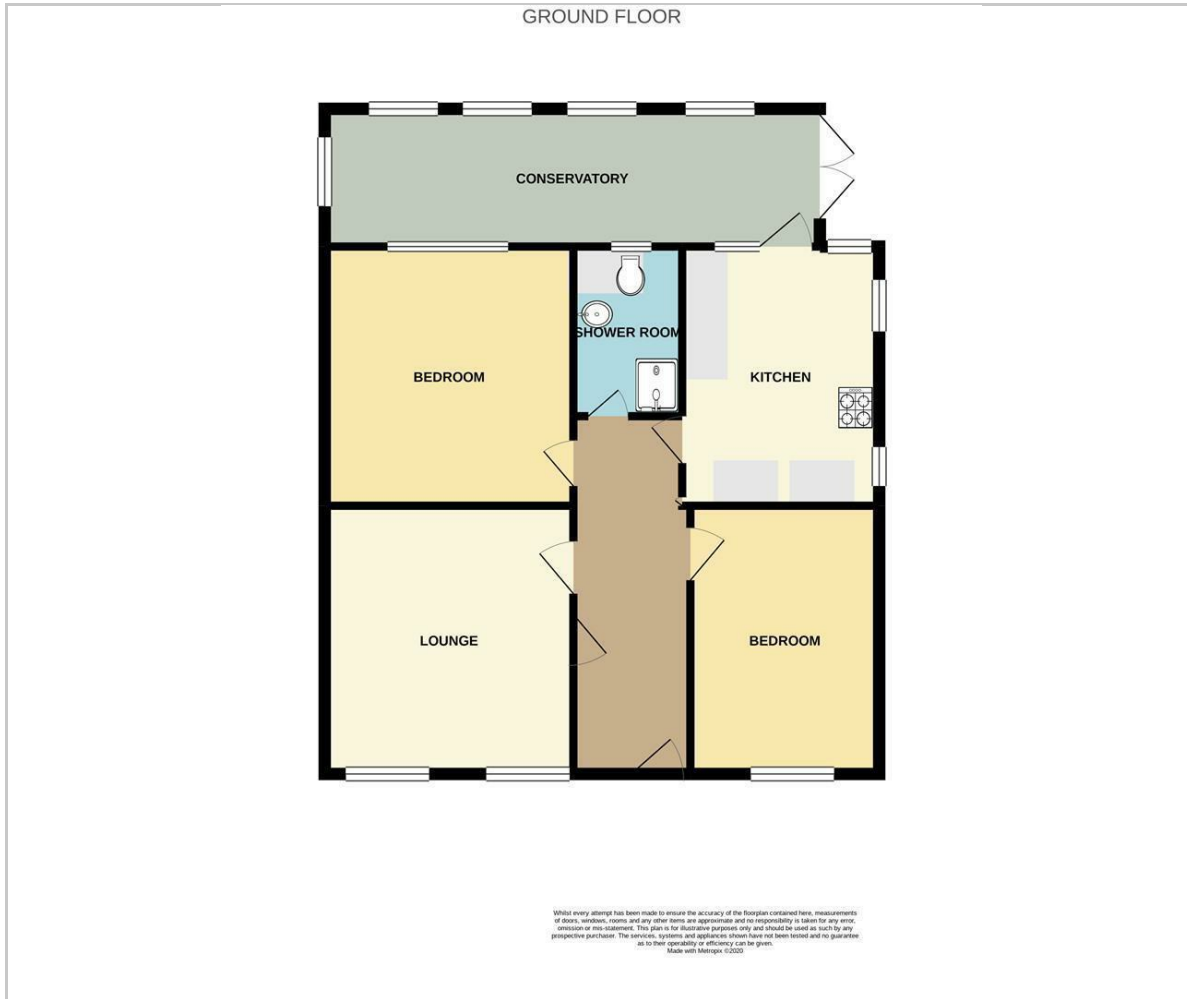 GROUND FLOOR
CONSERVATORY
BEDROOM
SHOWER ROOM
KITCHEN
LOUNGE
BEDROOM
Whilst every attempt has been made to ensure the accuracy of the floorplan contained here, measurements
of doors, windows, rooms and any other items are approximate and no responsibility is taken for any error,
omission or mis-statement. This plan is for illustrative purposes only and should be used as such by any
prospective purchaser. The services, systems and appliances shown have not been tested and no guarantee
as to their operability or efficiency can be given.
Made with Metropix ©2020